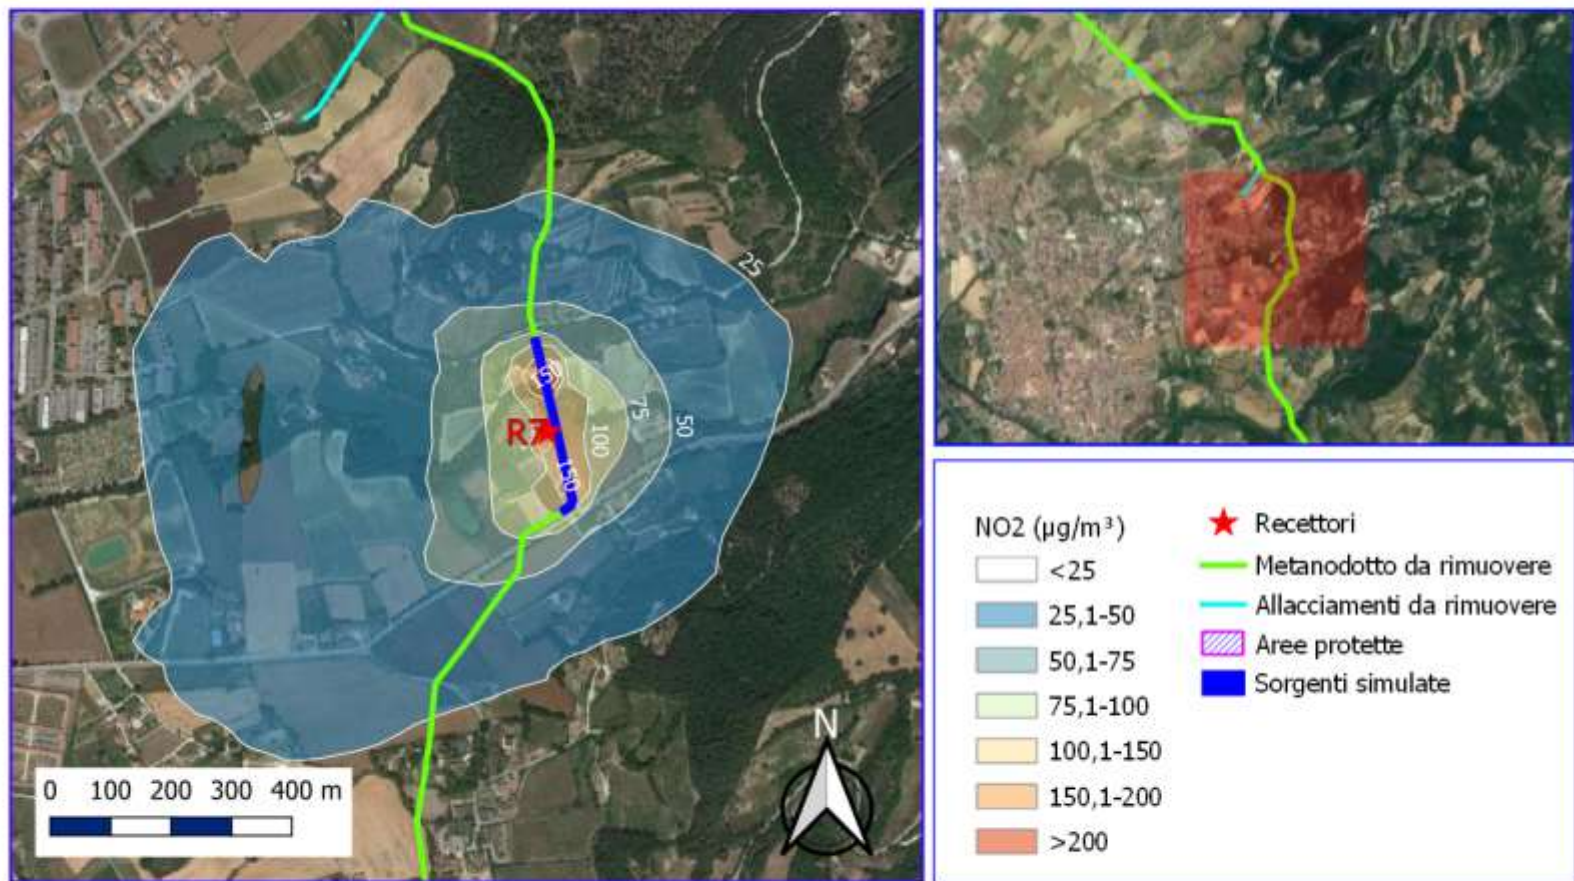 25
15
75
50
R7
100
150
N
0 100 200 300 400 m
NO2 (µg/m³)
<25
25,1-50
50,1-75
75,1-100
100,1-150
150,1-200
>200
Recettori
Metanodotto da rimuovere
Allacciamenti da rimuovere
Aree protette
Sorgenti simulate